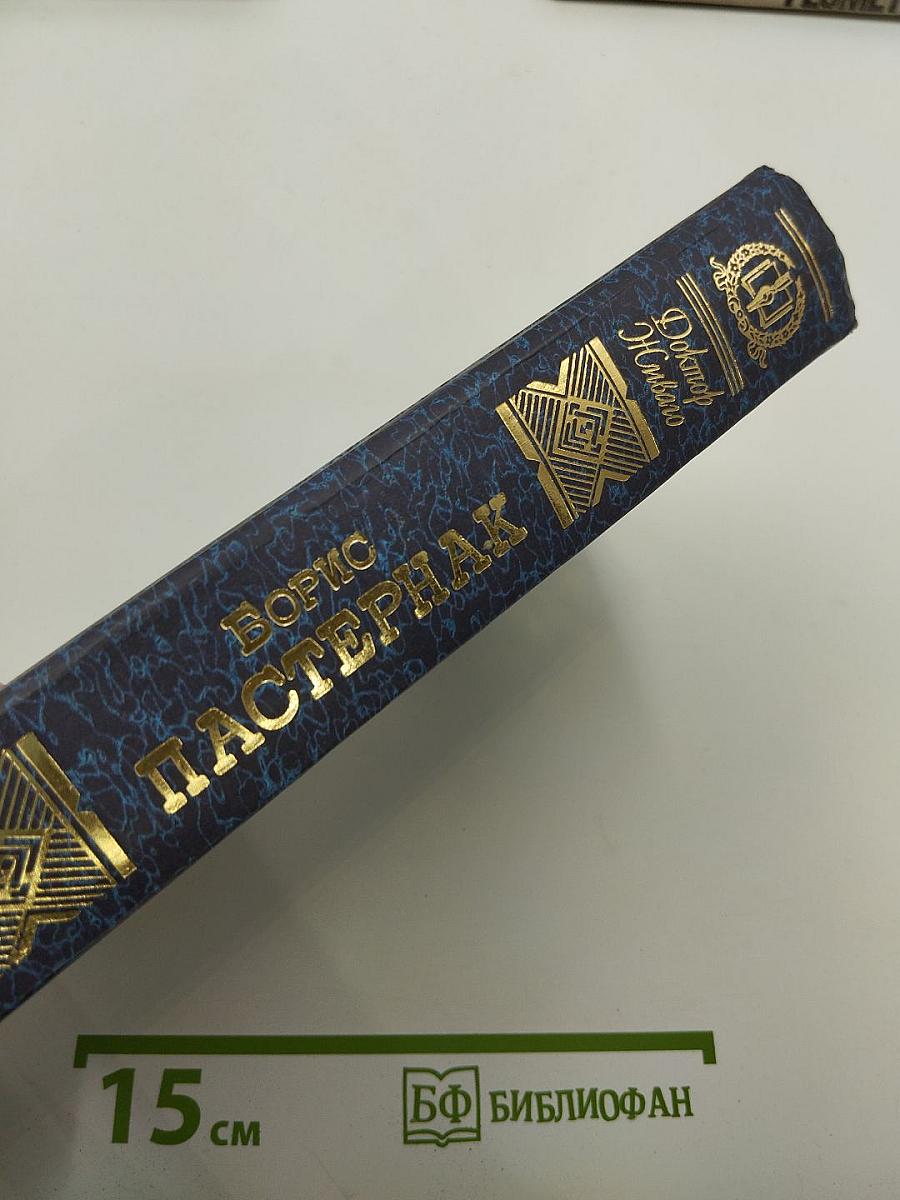 Доктор
Живаго
БОРИС
ПАСТЕРНАК
15 см
БФ БИБЛИОФАН